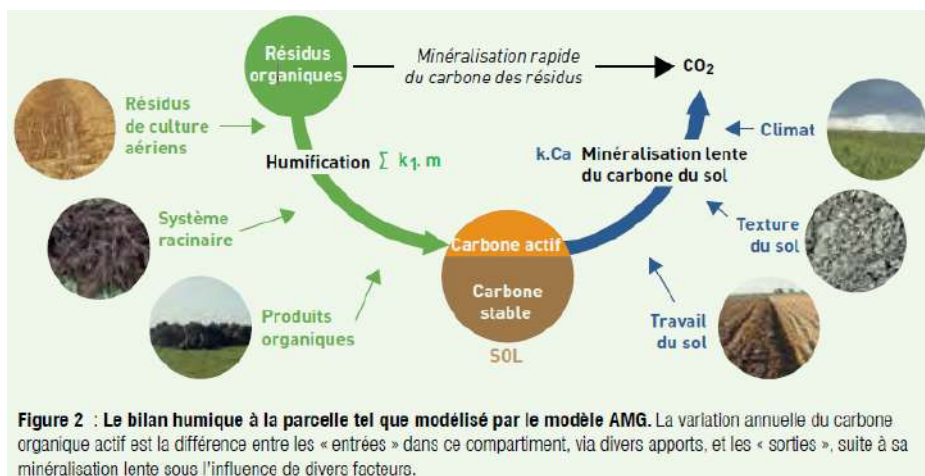 Résidus
organiques
Minéralisation rapide
du carbone des résidus
CO₂
Résidus
de culture
aériens
Climat
Humification ∑ k₁. m
k.Ca Minéralisation lente
du carbone du sol
Système
racinaire
Texture
du sol
Carbone actif
Carbone
stable
Produits
organiques
Travail
du sol
SOL
Figure 2 : Le bilan humique à la parcelle tel que modélisé par le modèle AMG. La variation annuelle du carbone
organique actif est la différence entre les « entrées » dans ce compartiment, via divers apports, et les « sorties », suite à sa
minéralisation lente sous l'influence de divers facteurs.